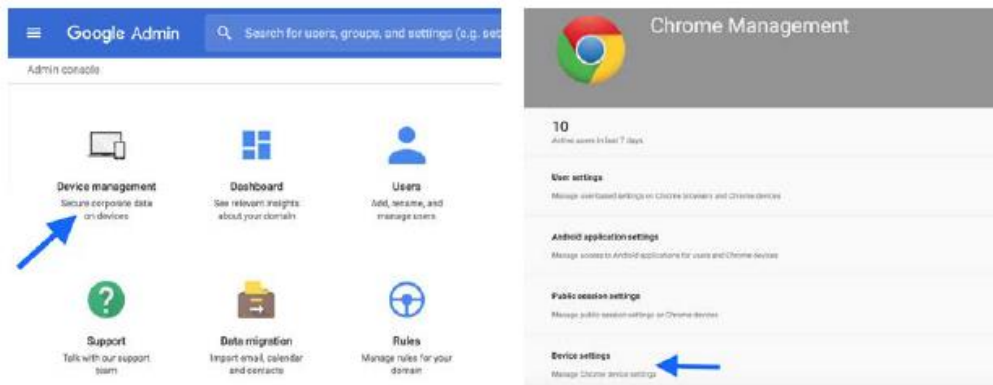 Google Admin
Search for users, groups, and settings (e.g. set
Admin console
Device management
Secure corporate data
on devices
Dashboard
See relevant insights
about your domain
Users
Add, rename, and
manage users
Support
Talk with our support
team
Data migration
Import email, calendar
and contacts
Rules
Manage rules for your
domain
Chrome Management
10
Active users in last 7 days
User settings
Manage user-based settings on Chrome browsers and Chrome devices
Android application settings
Manage access to Android applications for users and Chrome devices
Public session settings
Manage public session settings on Chrome devices
Device settings
Manage Chrome device settings